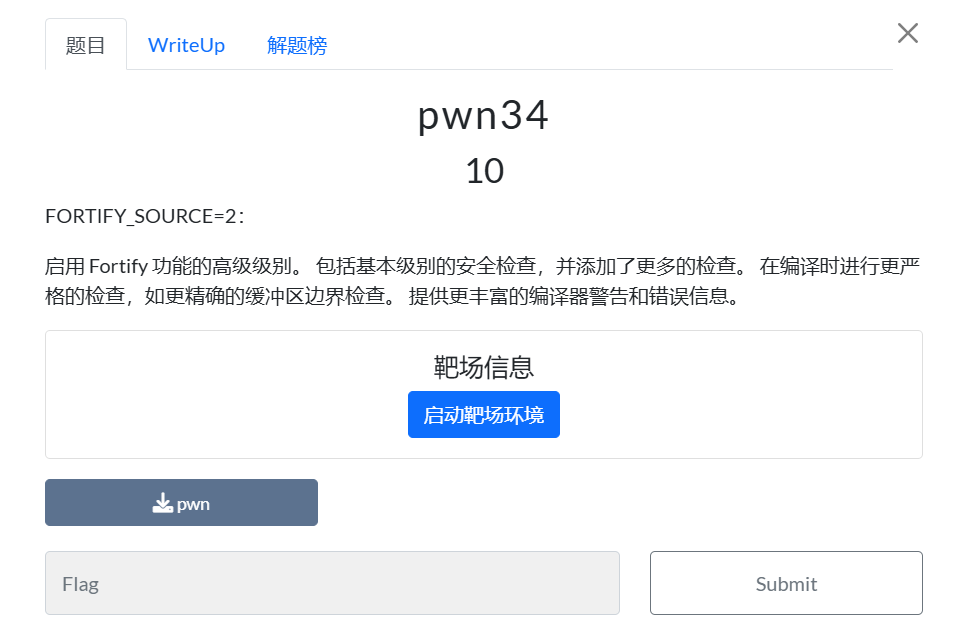 题目 WriteUp 解题榜
pwn34
10
FORTIFY_SOURCE=2：
启用 Fortify 功能的高级级别。 包括基本级别的安全检查，并添加了更多的检查。 在编译时进行更严
格的检查，如更精确的缓冲区边界检查。 提供更丰富的编译器警告和错误信息。
靶场信息
启动靶场环境
pwn
Flag Submit